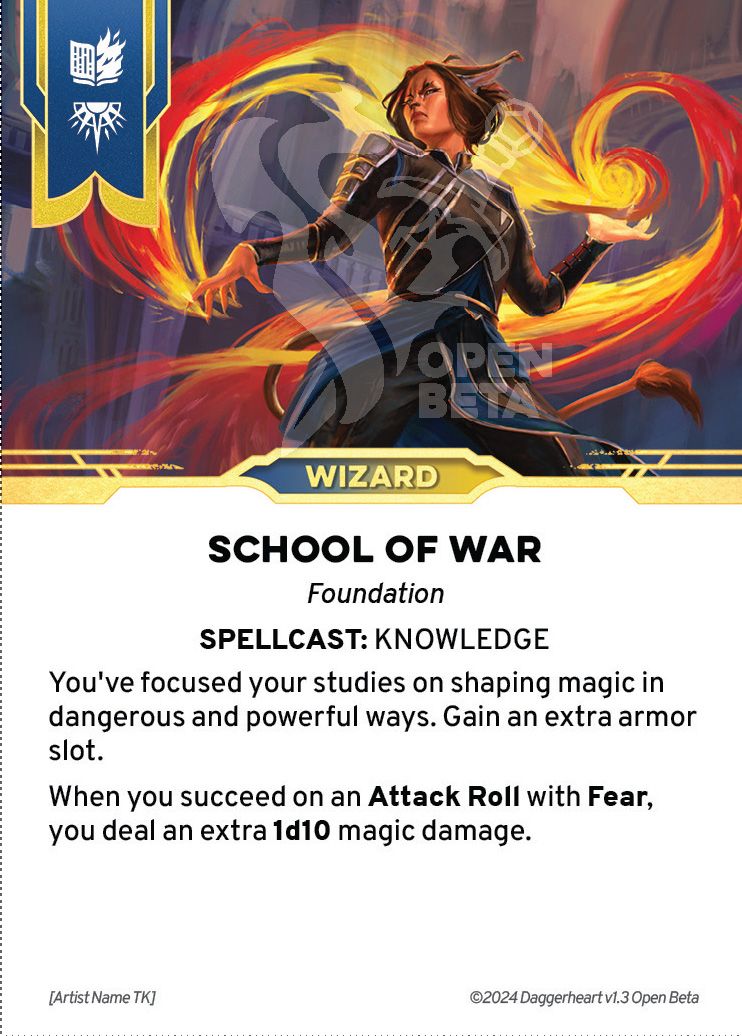 OPEN
BETA
WIZARD
SCHOOL OF WAR
Foundation
SPELLCAST: KNOWLEDGE
You've focused your studies on shaping magic in
dangerous and powerful ways. Gain an extra armor
slot.
When you succeed on an Attack Roll with Fear,
you deal an extra 1d10 magic damage.
[Artist Name TK]
©2024 Daggerheart v1.3 Open Beta